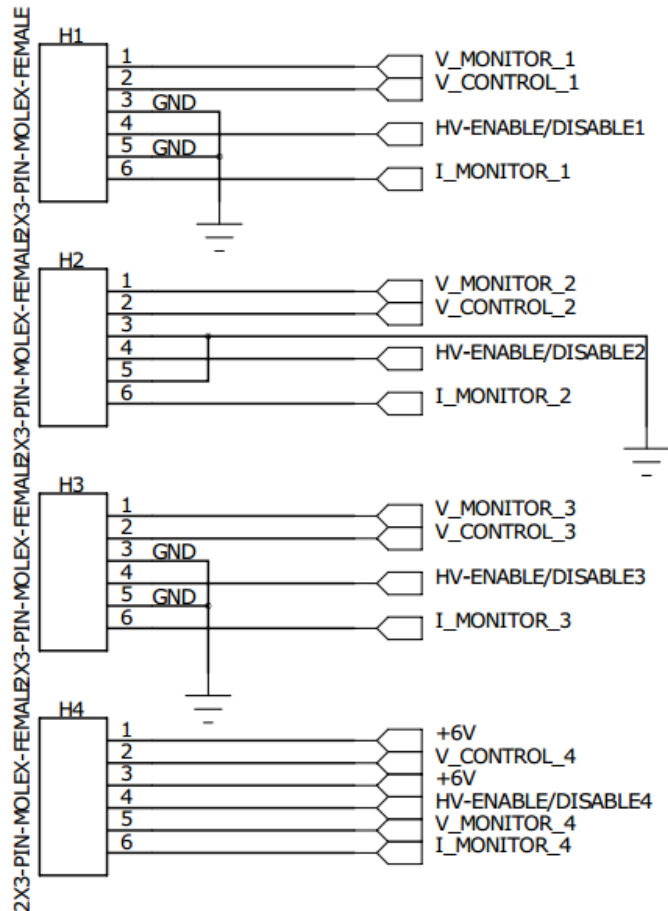 H1
2X3-PIN-MOLEX-FEMALE
1 V_MONITOR_1
2 V_CONTROL_1
3 GND
4 HV-ENABLE/DISABLE1
5 GND
6 I_MONITOR_1
H2
2X3-PIN-MOLEX-FEMALE
1 V_MONITOR_2
2 V_CONTROL_2
3
4 HV-ENABLE/DISABLE2
5
6 I_MONITOR_2
H3
2X3-PIN-MOLEX-FEMALE
1 V_MONITOR_3
2 V_CONTROL_3
3 GND
4 HV-ENABLE/DISABLE3
5 GND
6 I_MONITOR_3
H4
2X3-PIN-MOLEX-FEMALE
1 +6V
2 V_CONTROL_4
3 +6V
4 HV-ENABLE/DISABLE4
5 V_MONITOR_4
6 I_MONITOR_4